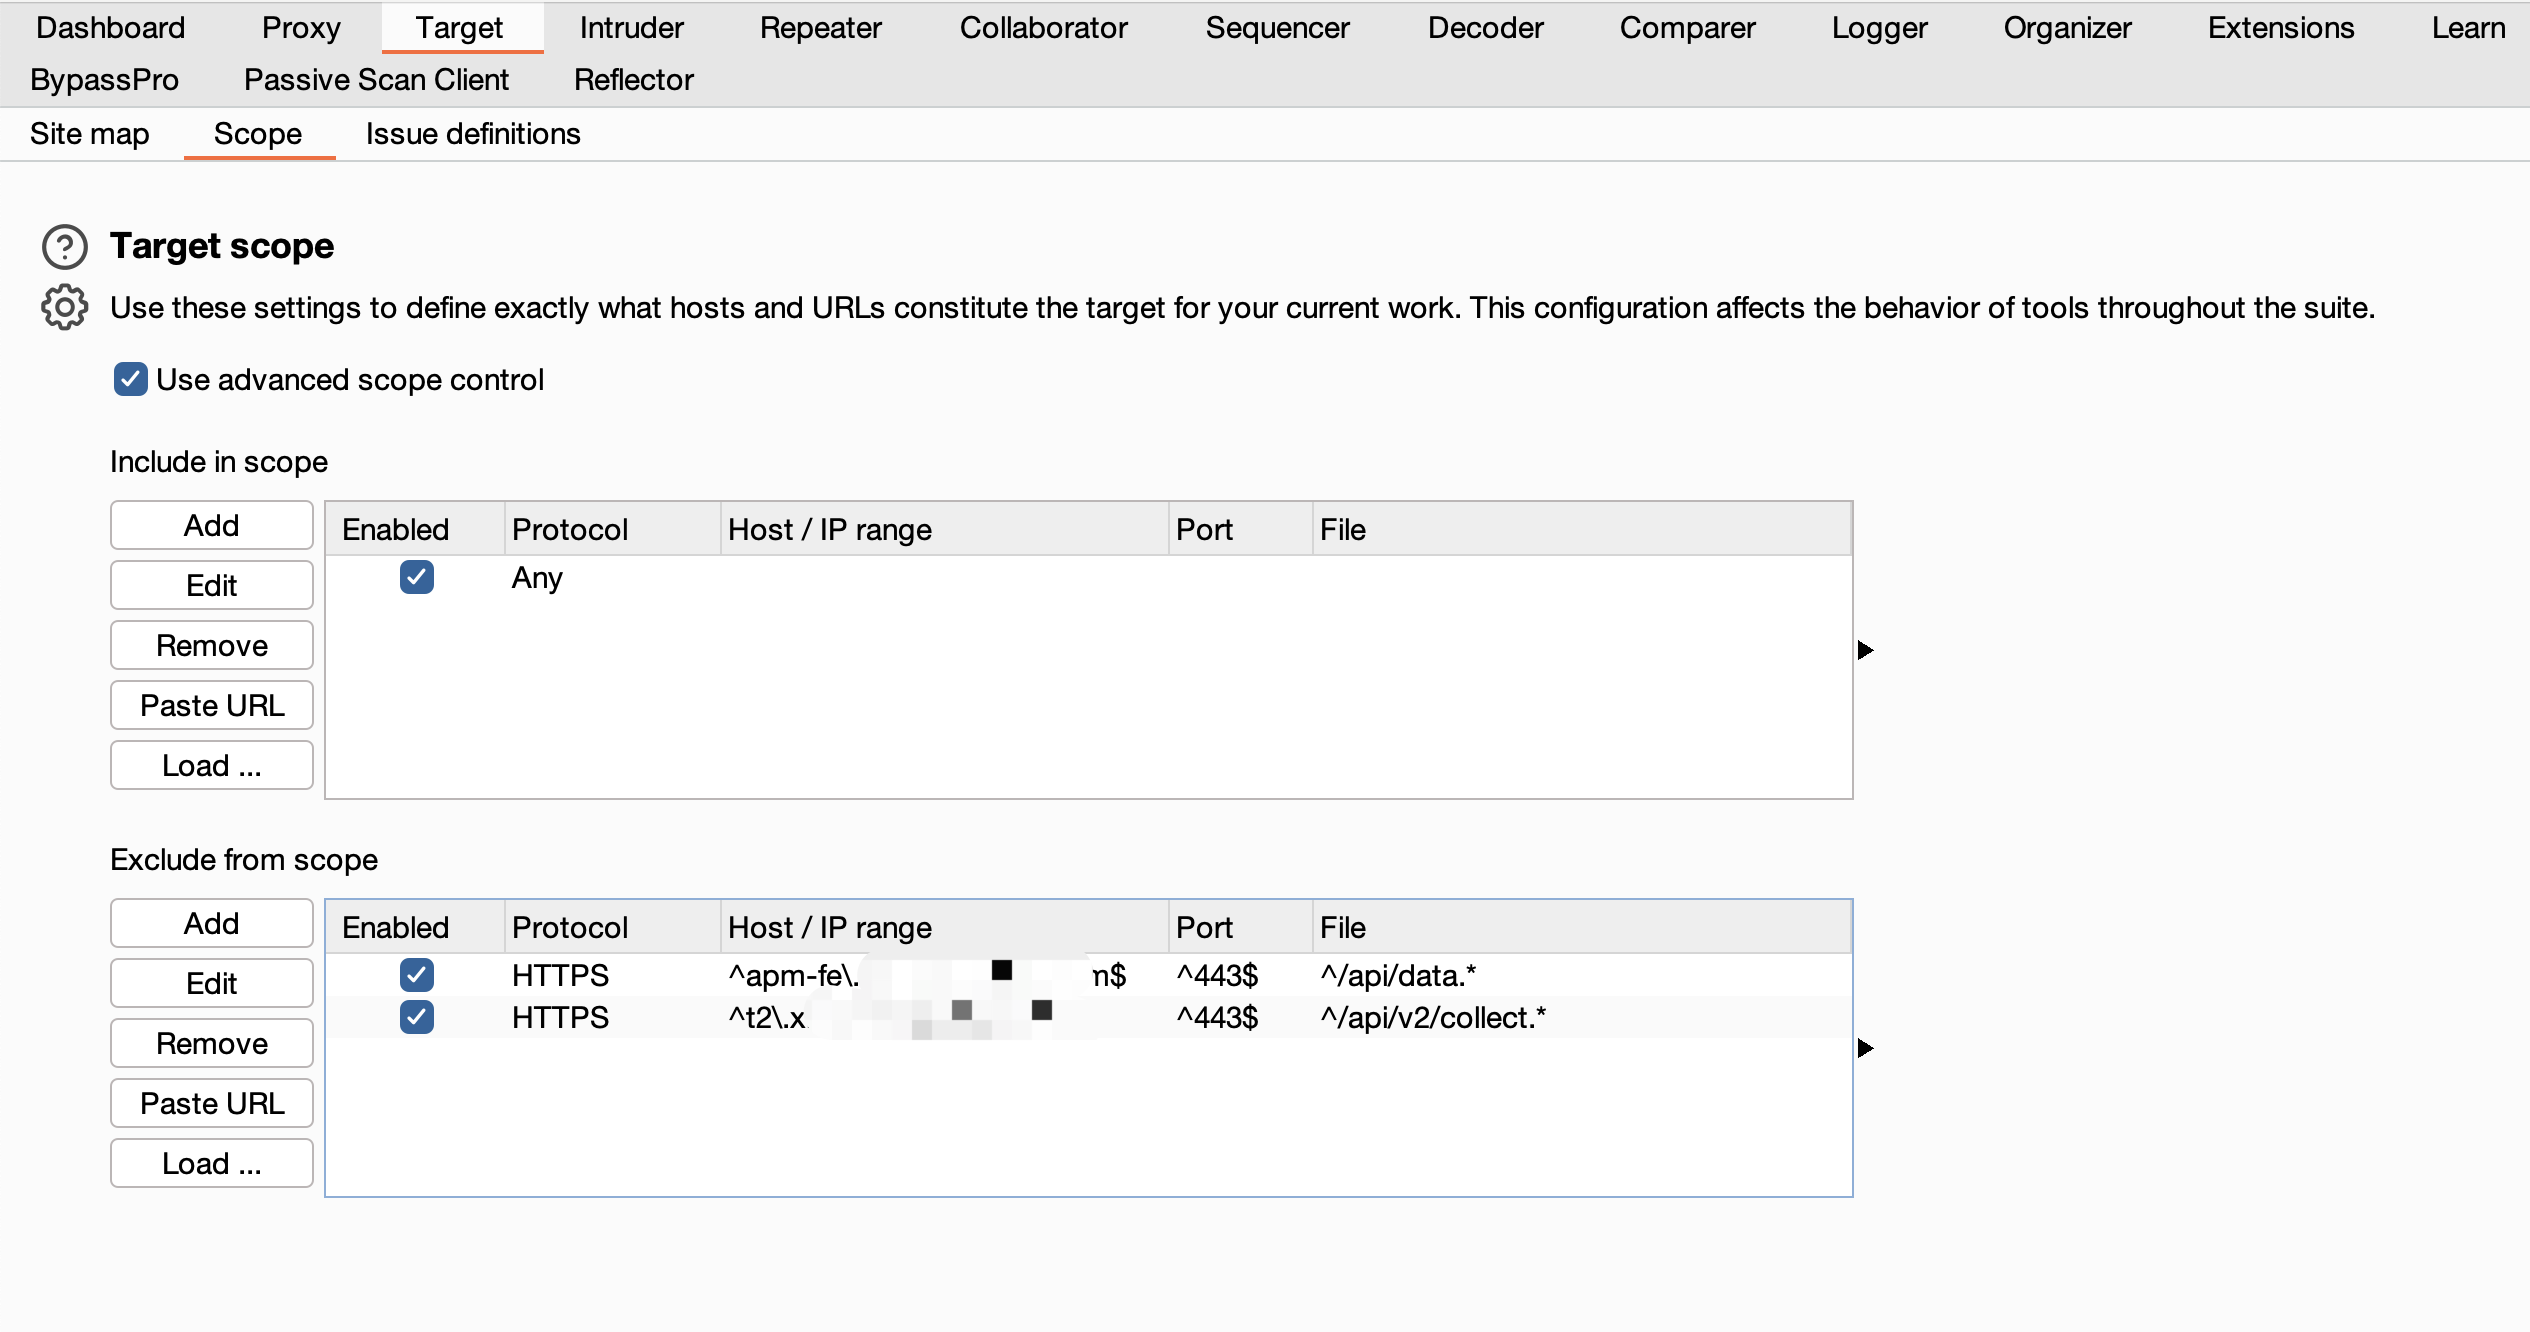 Dashboard Proxy Target Intruder Repeater Collaborator Sequencer Decoder Comparer Logger Organizer Extensions Learn
BypassPro Passive Scan Client Reflector
Site map Scope Issue definitions
Target scope
Use these settings to define exactly what hosts and URLs constitute the target for your current work. This configuration affects the behavior of tools throughout the suite.
Use advanced scope control
Include in scope
Add
Edit
Remove
Paste URL
Load ...
Enabled Protocol Host / IP range Port File
Any
Exclude from scope
Add
Edit
Remove
Paste URL
Load ...
Enabled Protocol Host / IP range Port File
HTTPS ^apm-fe\. m$ ^443$ ^/api/data.*
HTTPS ^t2\.x ^443$ ^/api/v2/collect.*